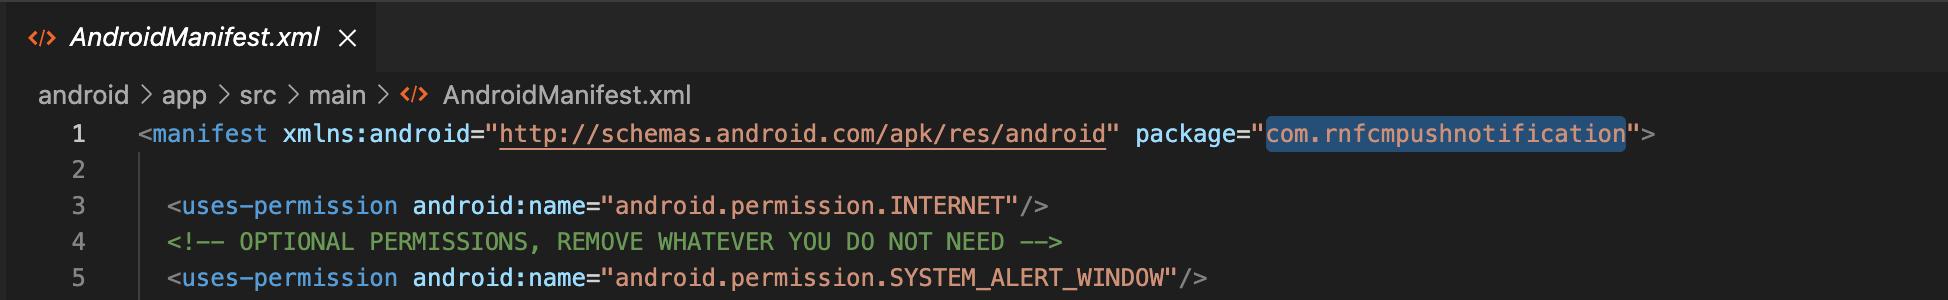 </> AndroidManifest.xml ×
android > app > src > main > </> AndroidManifest.xml
1 <manifest xmlns:android="http://schemas.android.com/apk/res/android" package="com.rnfcmpushnotification">
2
3 <uses-permission android:name="android.permission.INTERNET"/>
4 <!-- OPTIONAL PERMISSIONS, REMOVE WHATEVER YOU DO NOT NEED -->
5 <uses-permission android:name="android.permission.SYSTEM_ALERT_WINDOW"/>